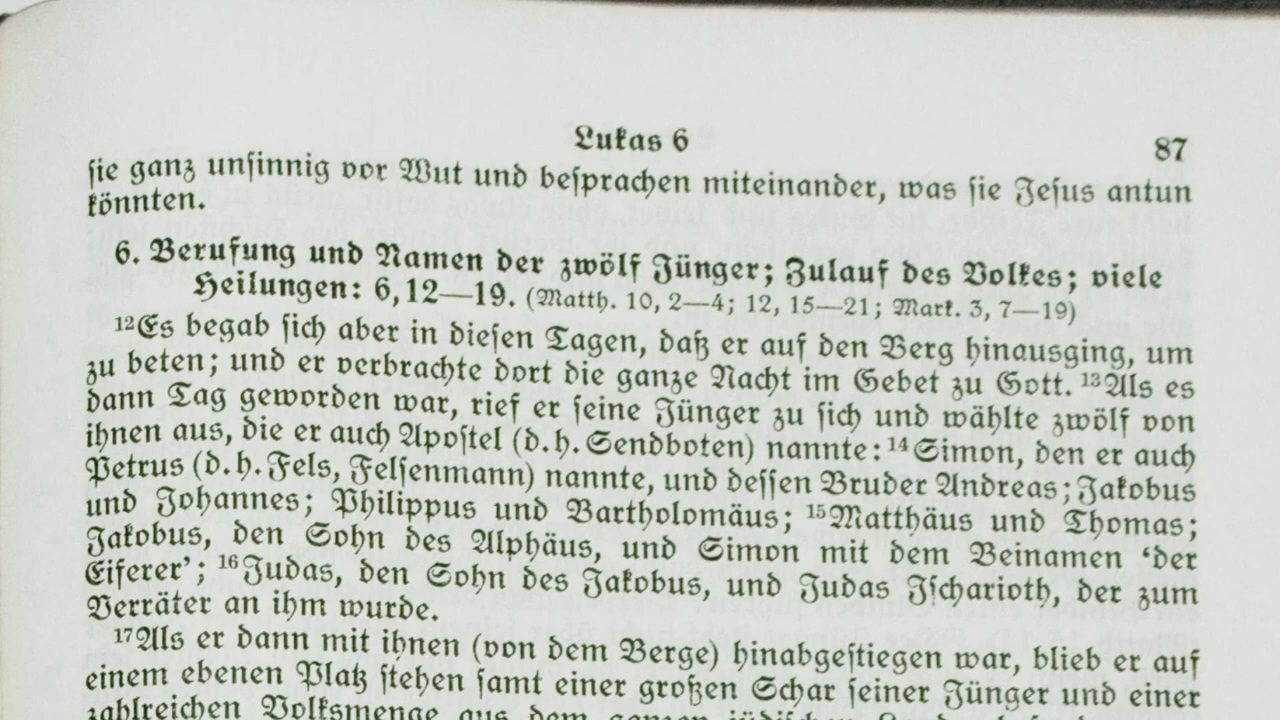 Lukas 6
87
sie ganz unsinnig vor Wut und besprachen miteinander, was sie Jesus antun
könnten.
6. Berufung und Namen der zwölf Jünger; Zulauf des Volkes; viele
Heilungen: 6,12—19. (Matth. 10, 2—4; 12, 15—21; Mark. 3, 7—19)
¹²Es begab sich aber in diesen Tagen, daß er auf den Berg hinausging, um
zu beten; und er verbrachte dort die ganze Nacht im Gebet zu Gott. ¹³Als es
dann Tag geworden war, rief er seine Jünger zu sich und wählte zwölf von
ihnen aus, die er auch Apostel (d. h. Sendboten) nannte: ¹⁴Simon, den er auch
Petrus (d. h. Fels, Felsenmann) nannte, und dessen Bruder Andreas; Jakobus
und Johannes; Philippus und Bartholomäus; ¹⁵Matthäus und Thomas;
Jakobus, den Sohn des Alphäus, und Simon mit dem Beinamen ‘der
Eiferer’; ¹⁶Judas, den Sohn des Jakobus, und Judas Ischarioth, der zum
Verräter an ihm wurde.
¹⁷Als er dann mit ihnen (von dem Berge) hinabgestiegen war, blieb er auf
einem ebenen Platz stehen samt einer großen Schar seiner Jünger und einer
zahlreichen Volksmenge aus dem ganzen jüdischen